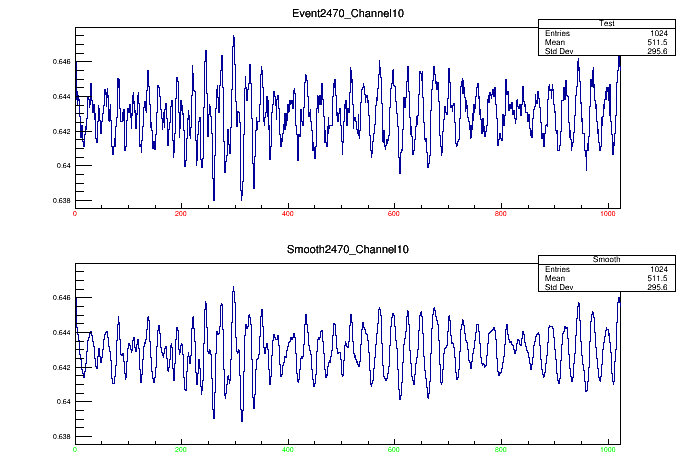 Event2470_Channel10
Test
Entries 1024
Mean 511.5
Std Dev 295.6
0.646
0.644
0.642
0.64
0.638
0 200 400 600 800 1000
Smooth2470_Channel10
Smooth
Entries 1024
Mean 511.5
Std Dev 295.6
0.646
0.644
0.642
0.64
0.638
0 200 400 600 800 1000